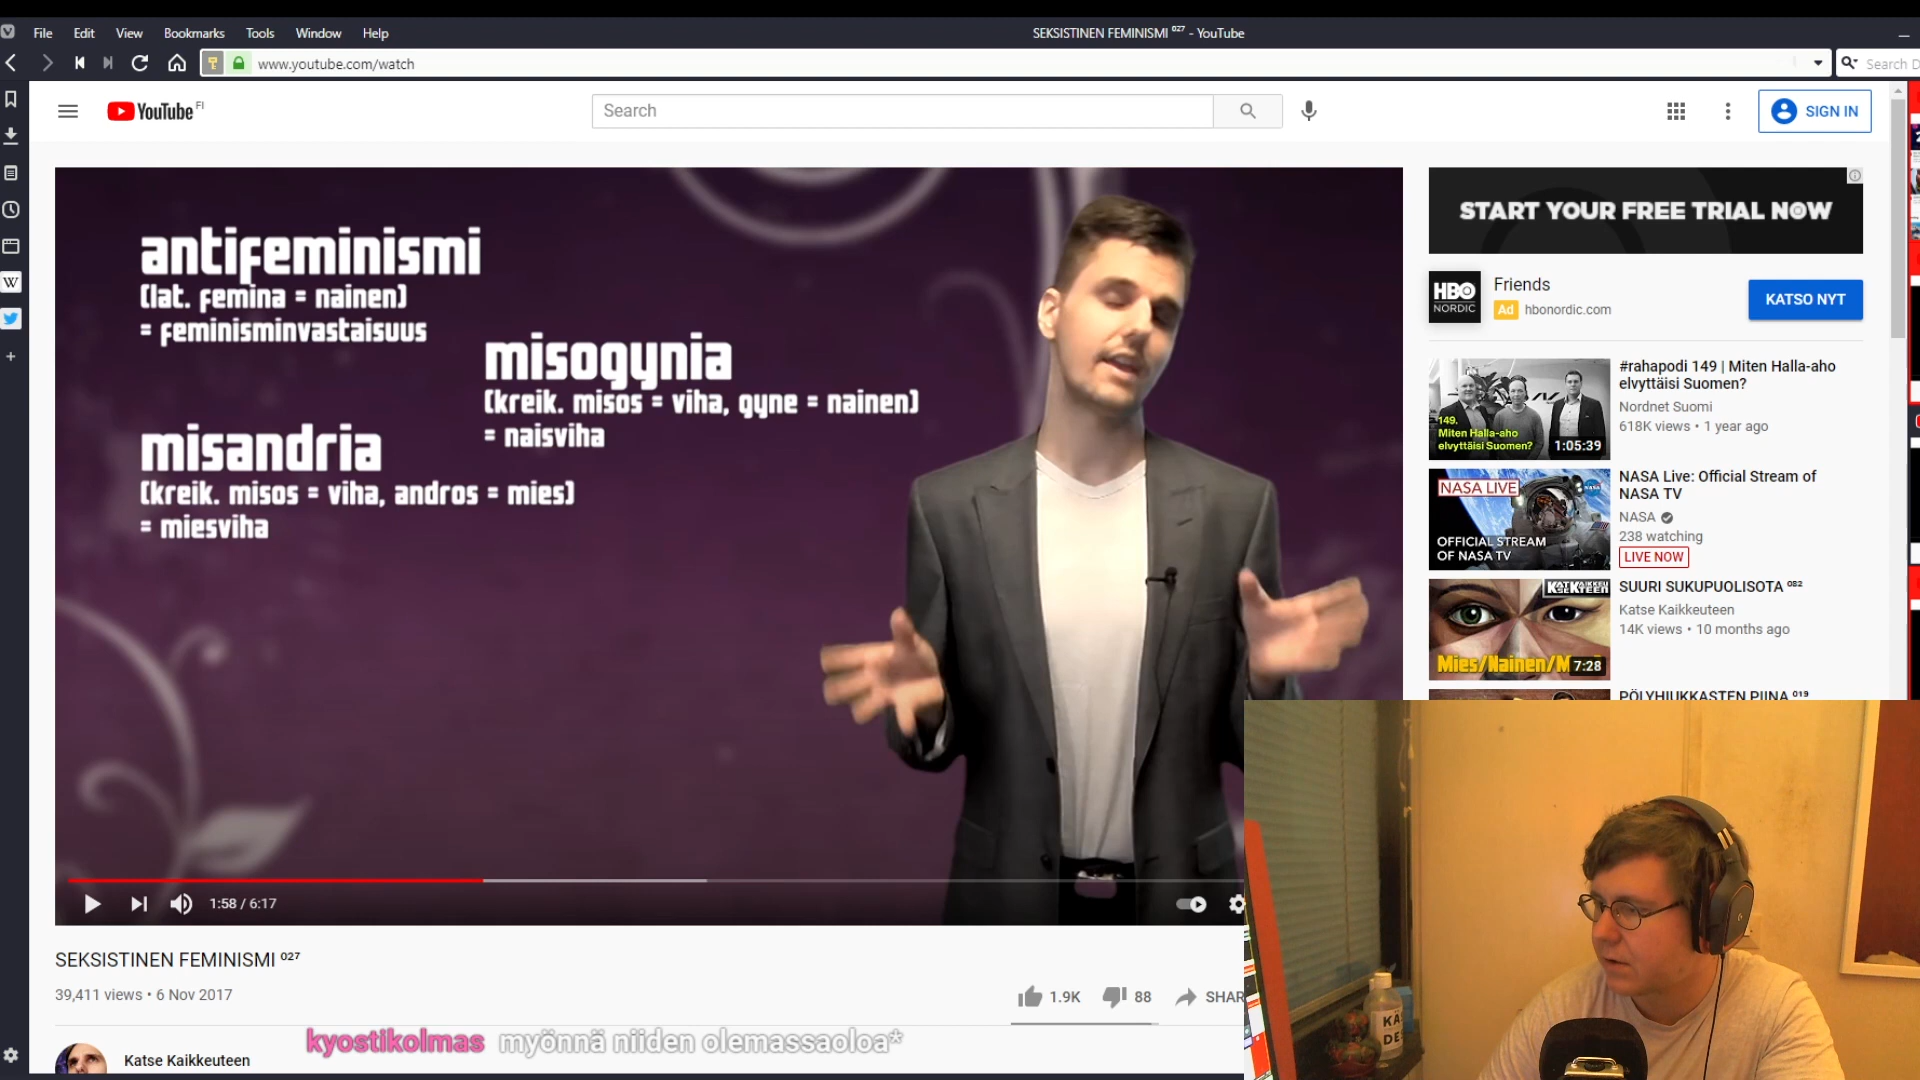 File Edit View Bookmarks Tools Window Help
SEKSISTINEN FEMINISMI ⁰²⁷ - YouTube
www.youtube.com/watch
Search D
YouTube FI
Search
SIGN IN
antifeminismi
(lat. femina = nainen)
= feminisminvastaisuus
misogynia
(kreik. misos = viha, gyne = nainen)
= naisviha
misandria
(kreik. misos = viha, andros = mies)
= miesviha
1:58 / 6:17
START YOUR FREE TRIAL NOW
HBO NORDIC
Friends
Ad hbonordic.com
KATSO NYT
149.
Miten Halla-aho
elvyttäisi Suomen?
1:05:39
#rahapodi 149 | Miten Halla-aho
elvyttäisi Suomen?
Nordnet Suomi
618K views • 1 year ago
NASA LIVE
OFFICIAL STREAM
OF NASA TV
NASA Live: Official Stream of
NASA TV
NASA
238 watching
LIVE NOW
Mies/Nainen/M
7:28
SUURI SUKUPUOLISOTA ⁰⁸²
Katse Kaikkeuteen
14K views • 10 months ago
PÖLYHIUKKASTEN PIINA ⁰¹⁹
SEKSISTINEN FEMINISMI ⁰²⁷
39,411 views • 6 Nov 2017
1.9K
88
SHAR
Katse Kaikkeuteen
kyostikolmas myönnä niiden olemassaoloa*
KÄ
DE